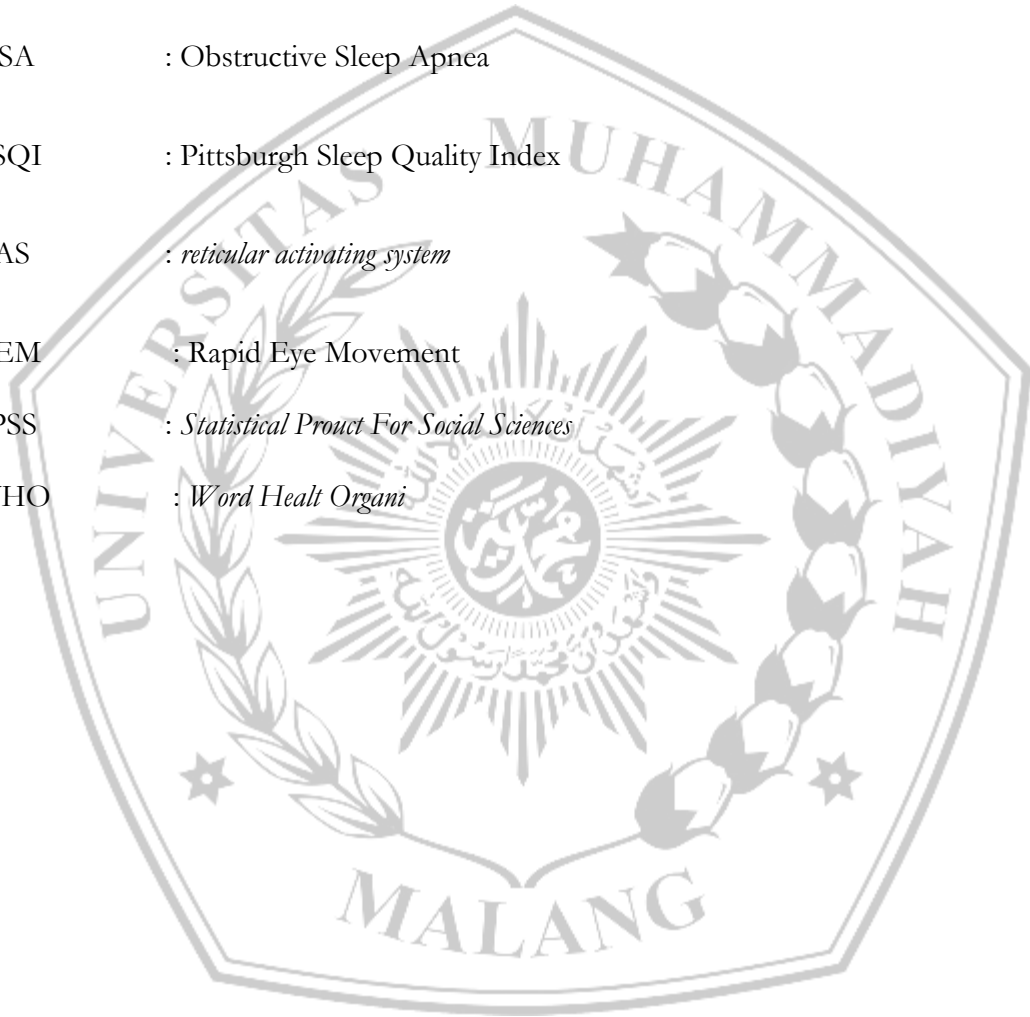 SA : Obstructive Sleep Apnea
SQI : Pittsburgh Sleep Quality Index
AS : reticular activating system
EM : Rapid Eye Movement
PSS : Statistical Prouct For Social Sciences
HO : Word Healt Organi
UNIVERSITAS MUHAMMADIYAH
MALANG